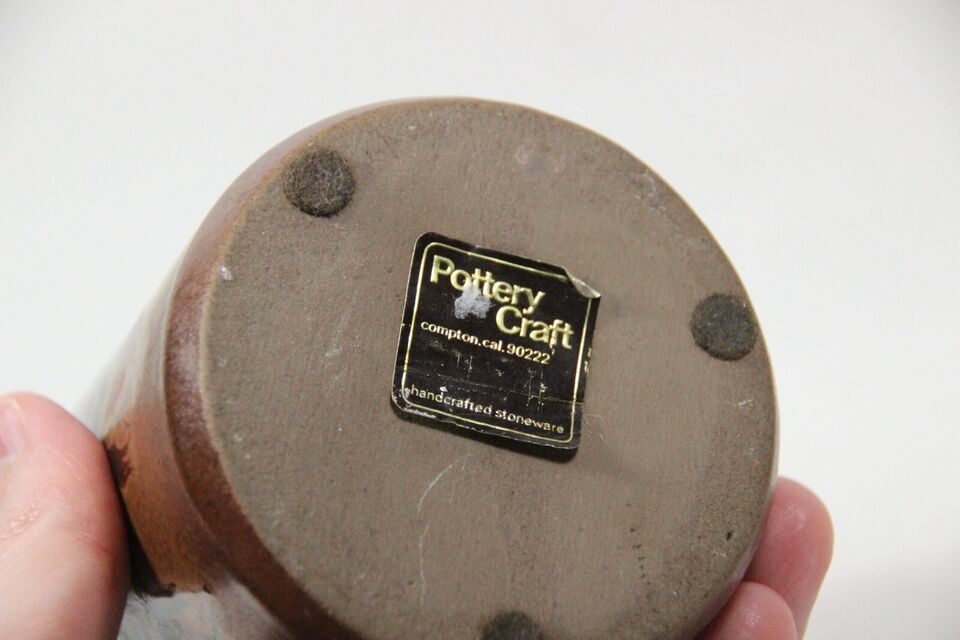 Pottery
Craft
compton, cal. 90222
handcrafted stoneware